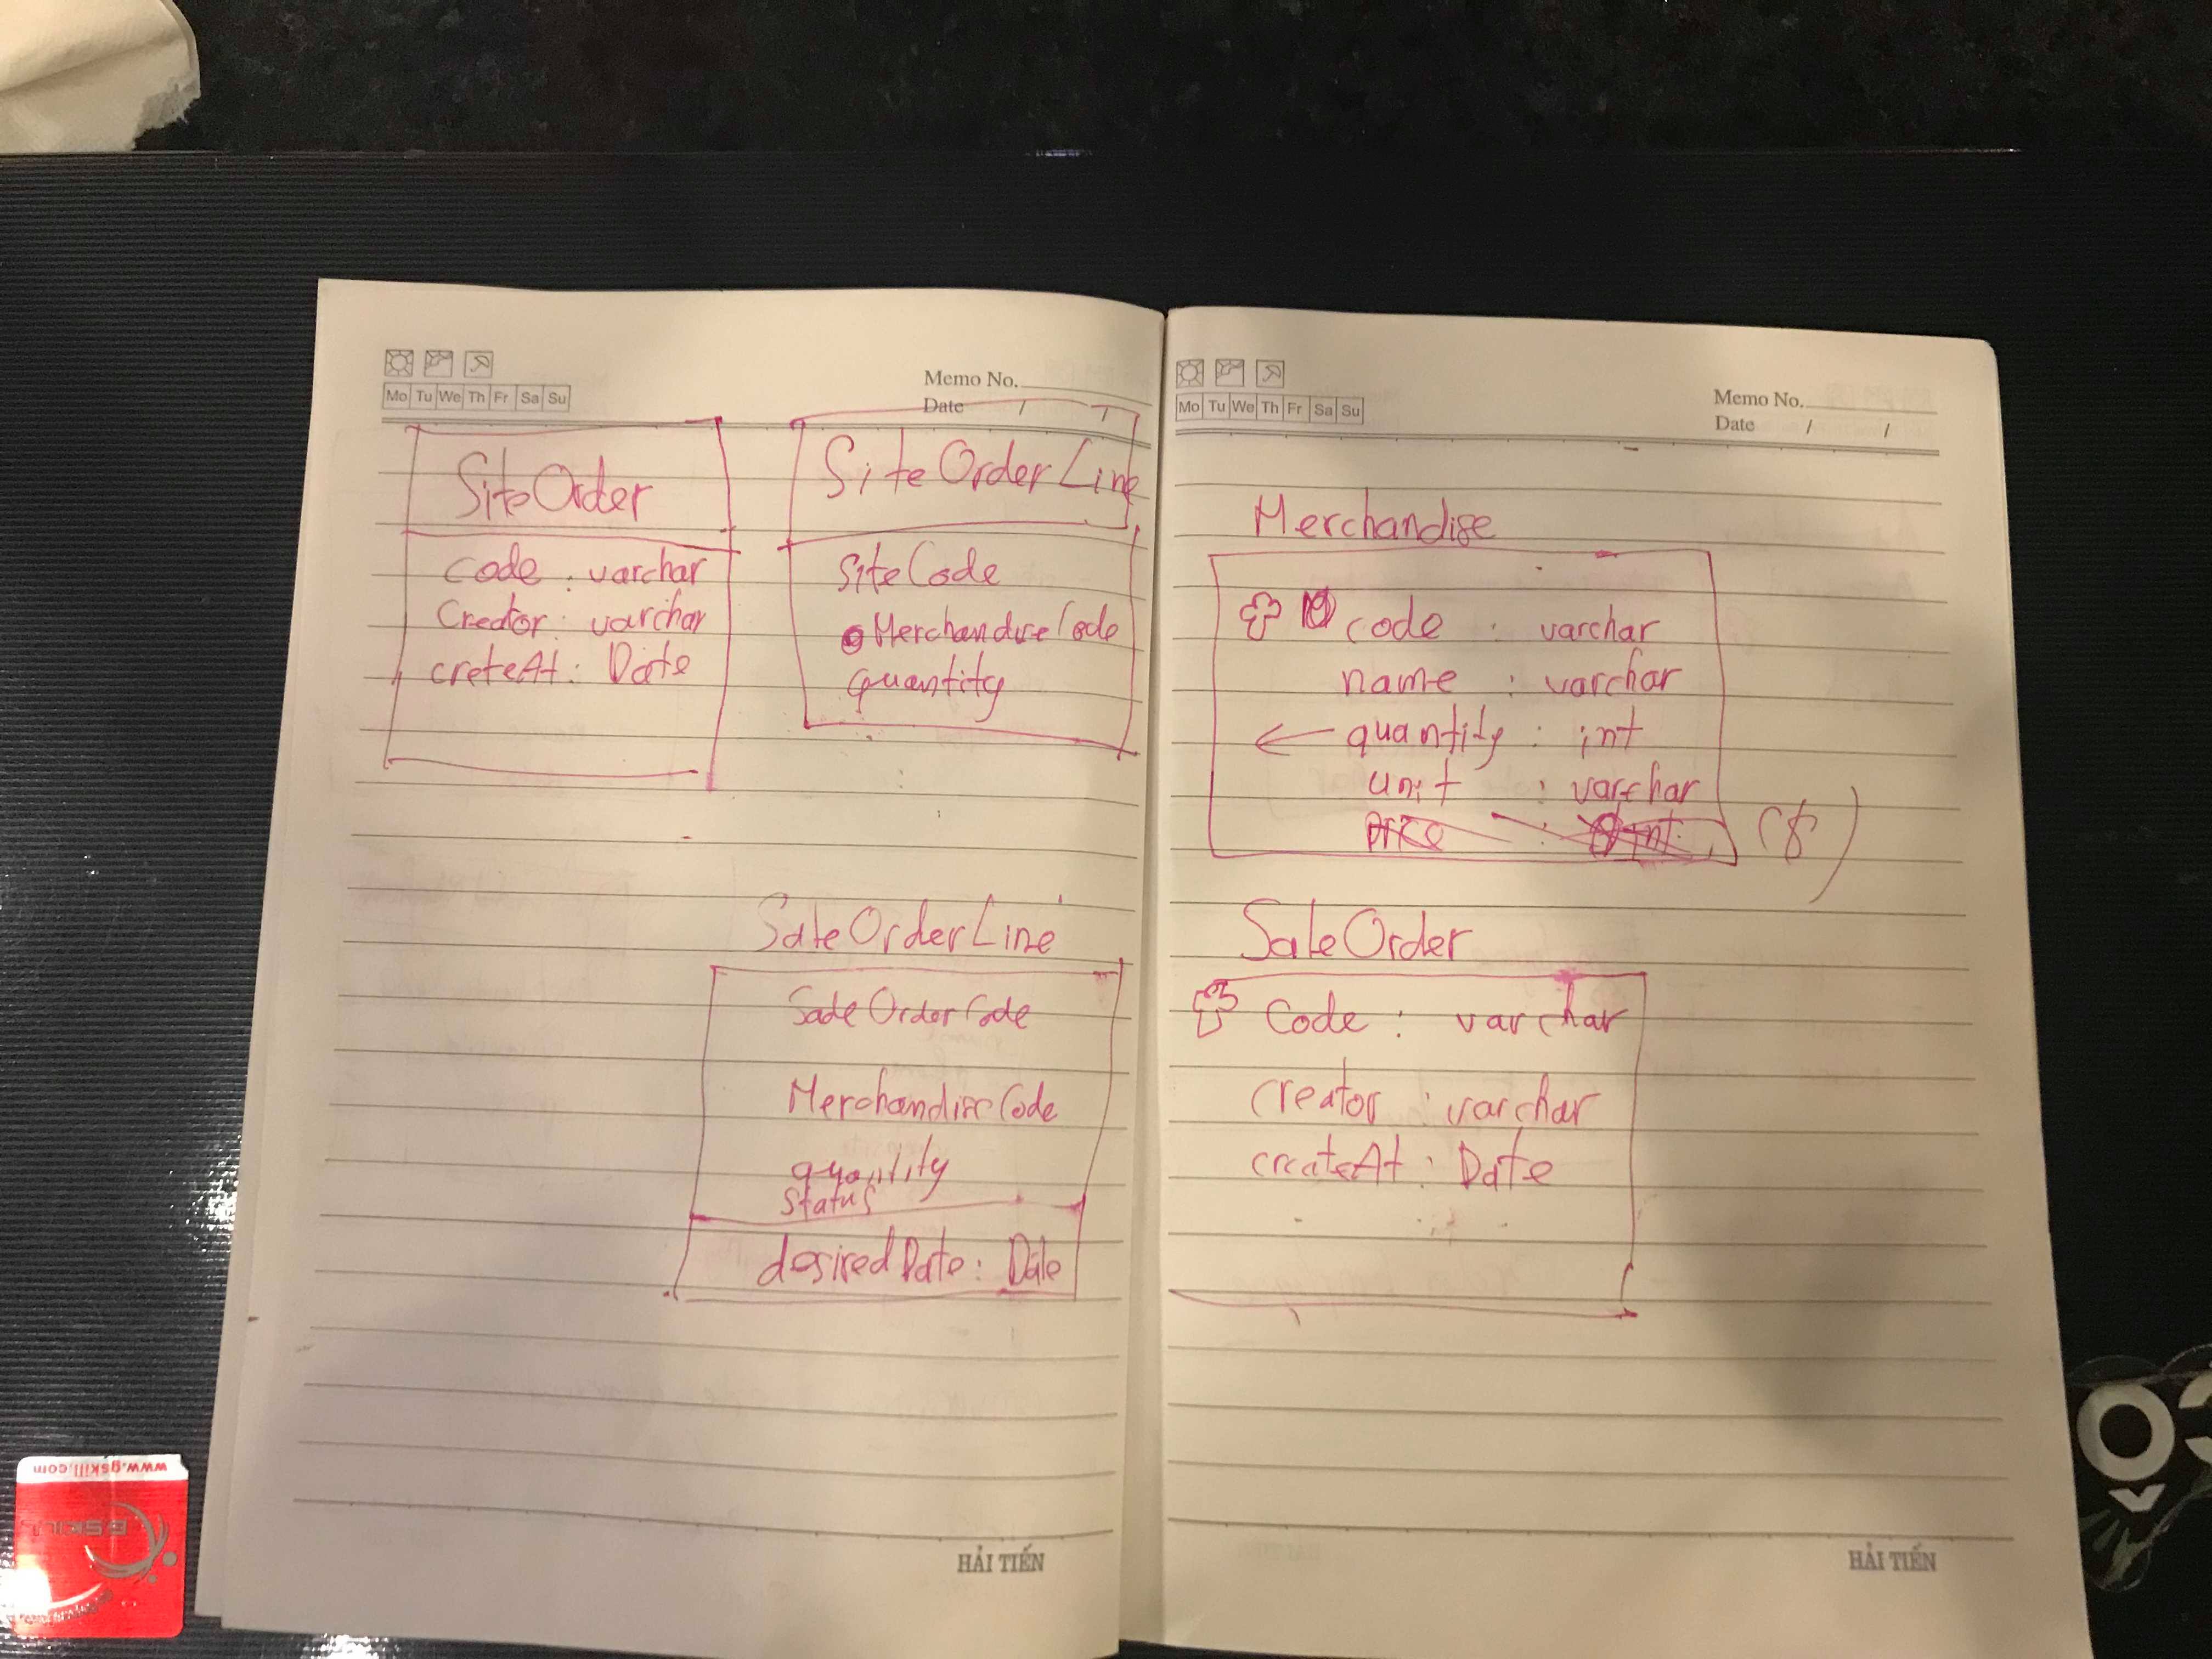 Mo Tu We Th Fr Sa Su
Memo No.
Date / /
SiteOrder
code : varchar
Creator : varchar
creteAt : Date
SiteOrderLine
siteCode
MerchandiseCode
quantity
SaleOrderLine
SaleOrderCode
MerchandiseCode
quantity
status
desiredDate : Date
HẢI TIẾN
Mo Tu We Th Fr Sa Su
Memo No.
Date / /
Merchandise
code : varchar
name : varchar
quantity : int
unit : varchar
price : int ($)
SaleOrder
Code : varchar
creator : varchar
createAt : Date
HẢI TIẾN
www.gskill.com
G.SKILL